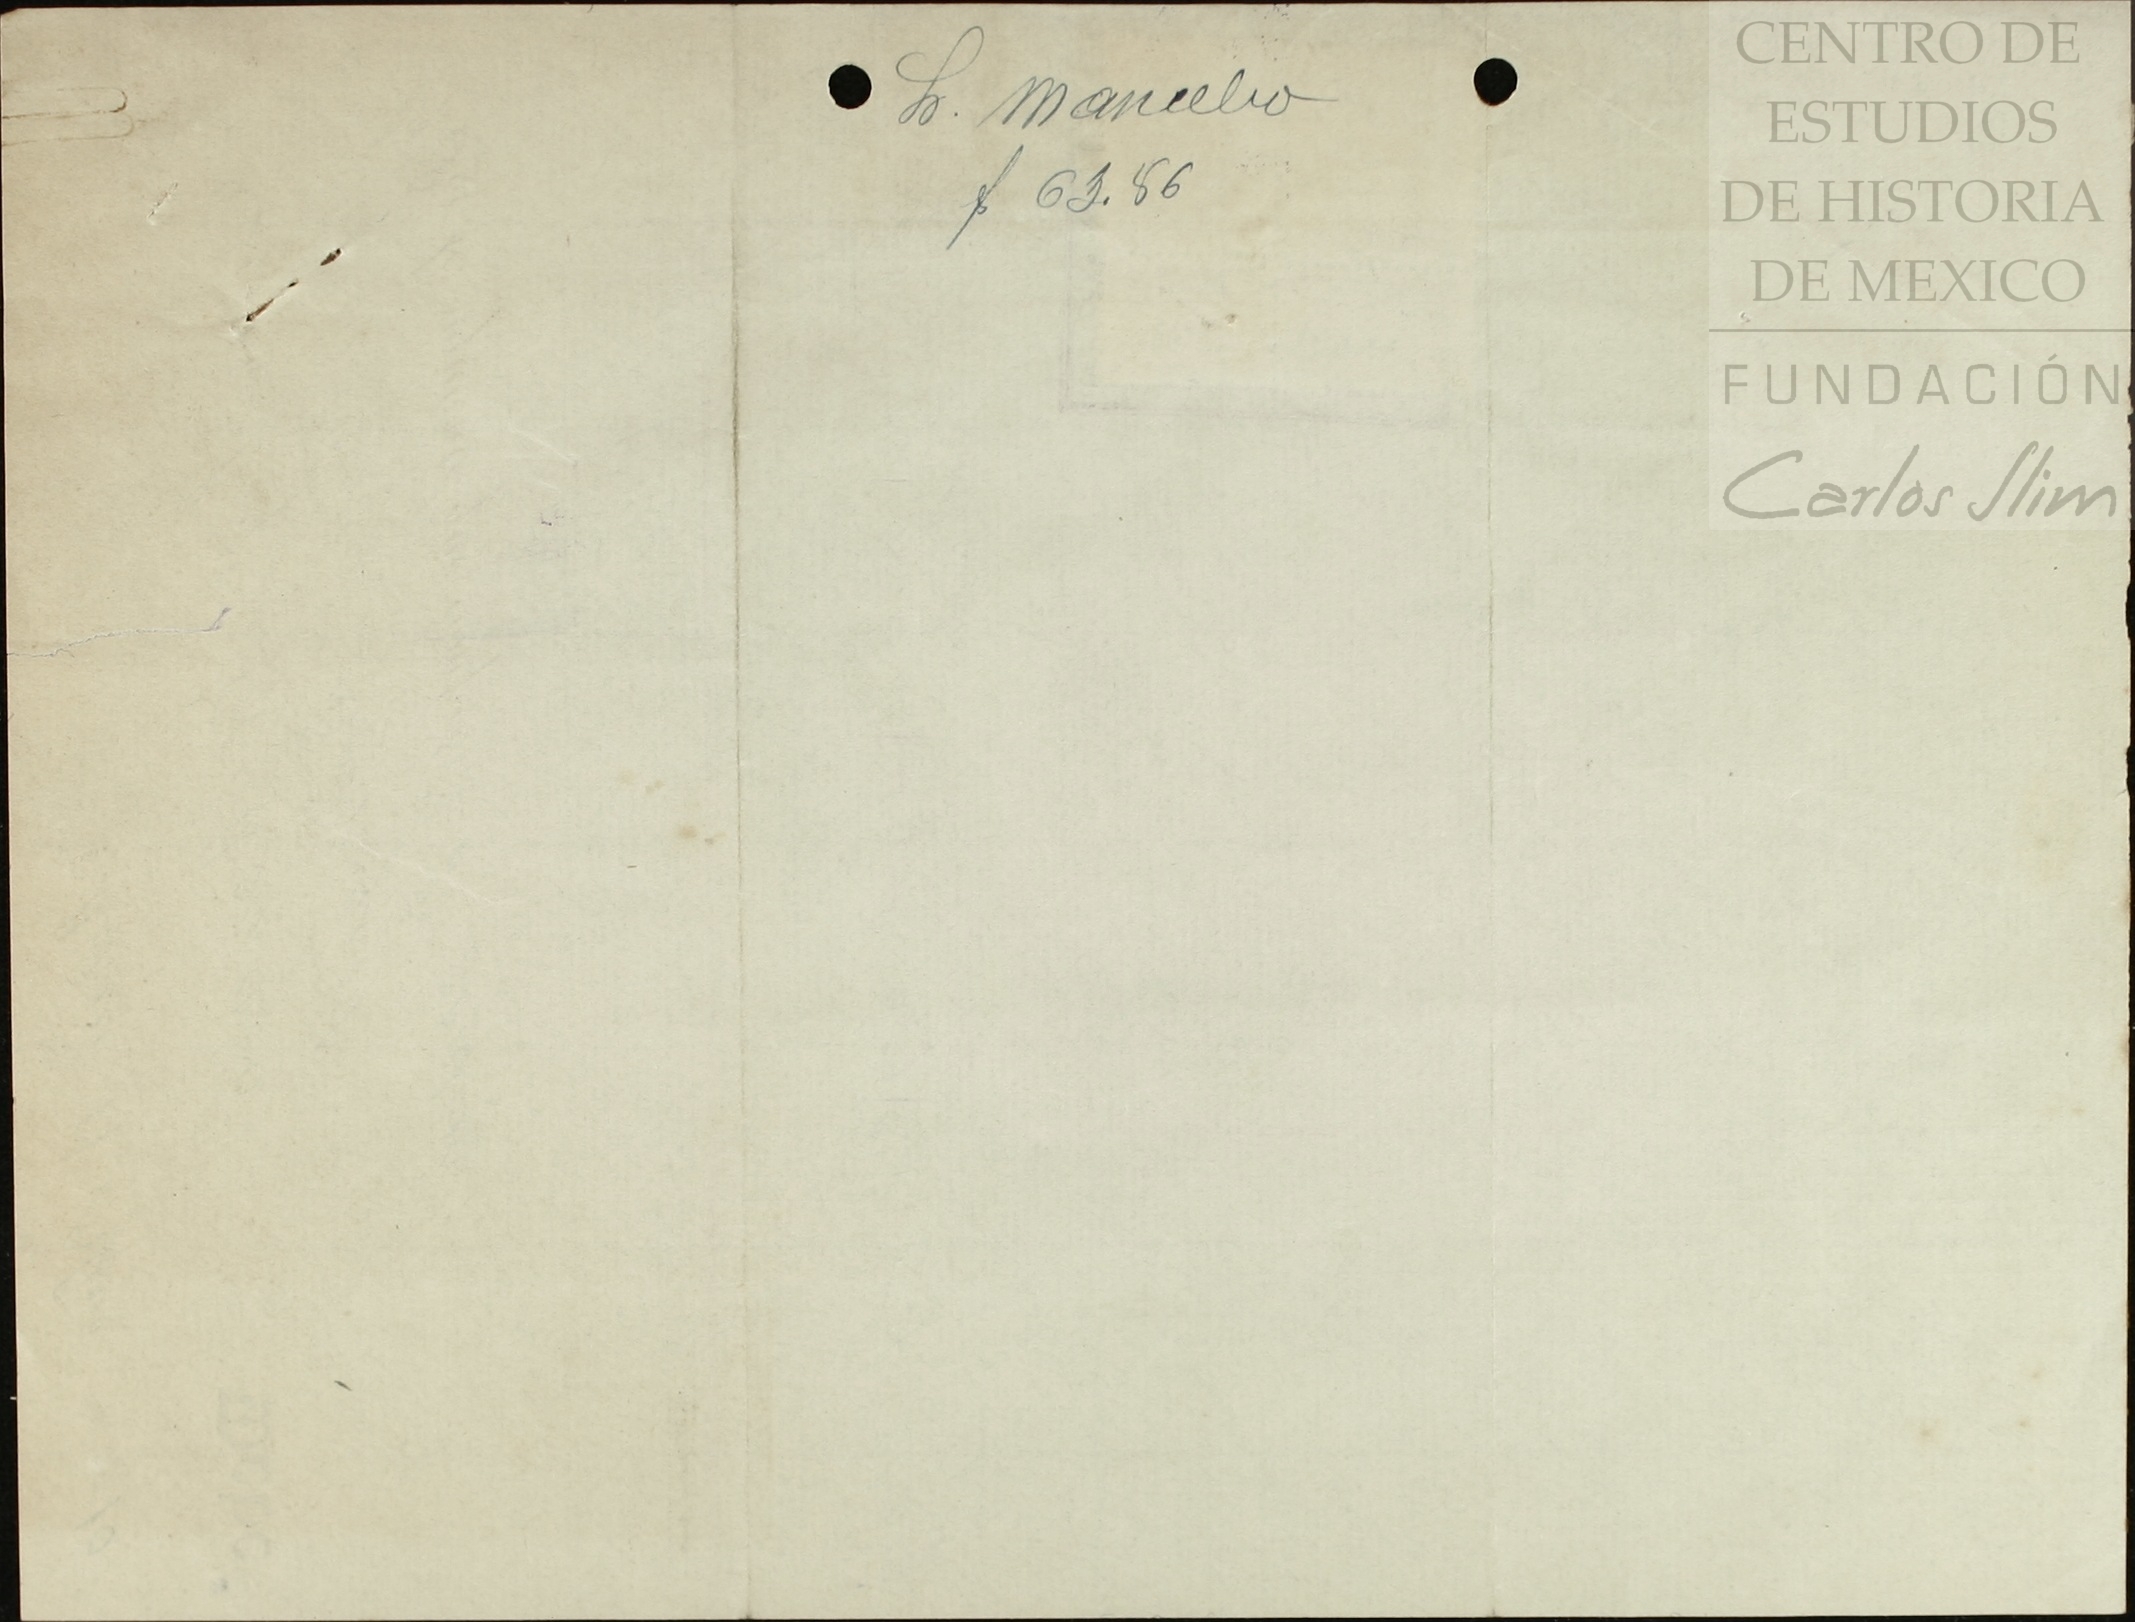 L. Mancebo
$ 63.86
CENTRO DE
ESTUDIOS
DE HISTORIA
DE MEXICO
FUNDACIÓN
Carlos Slim